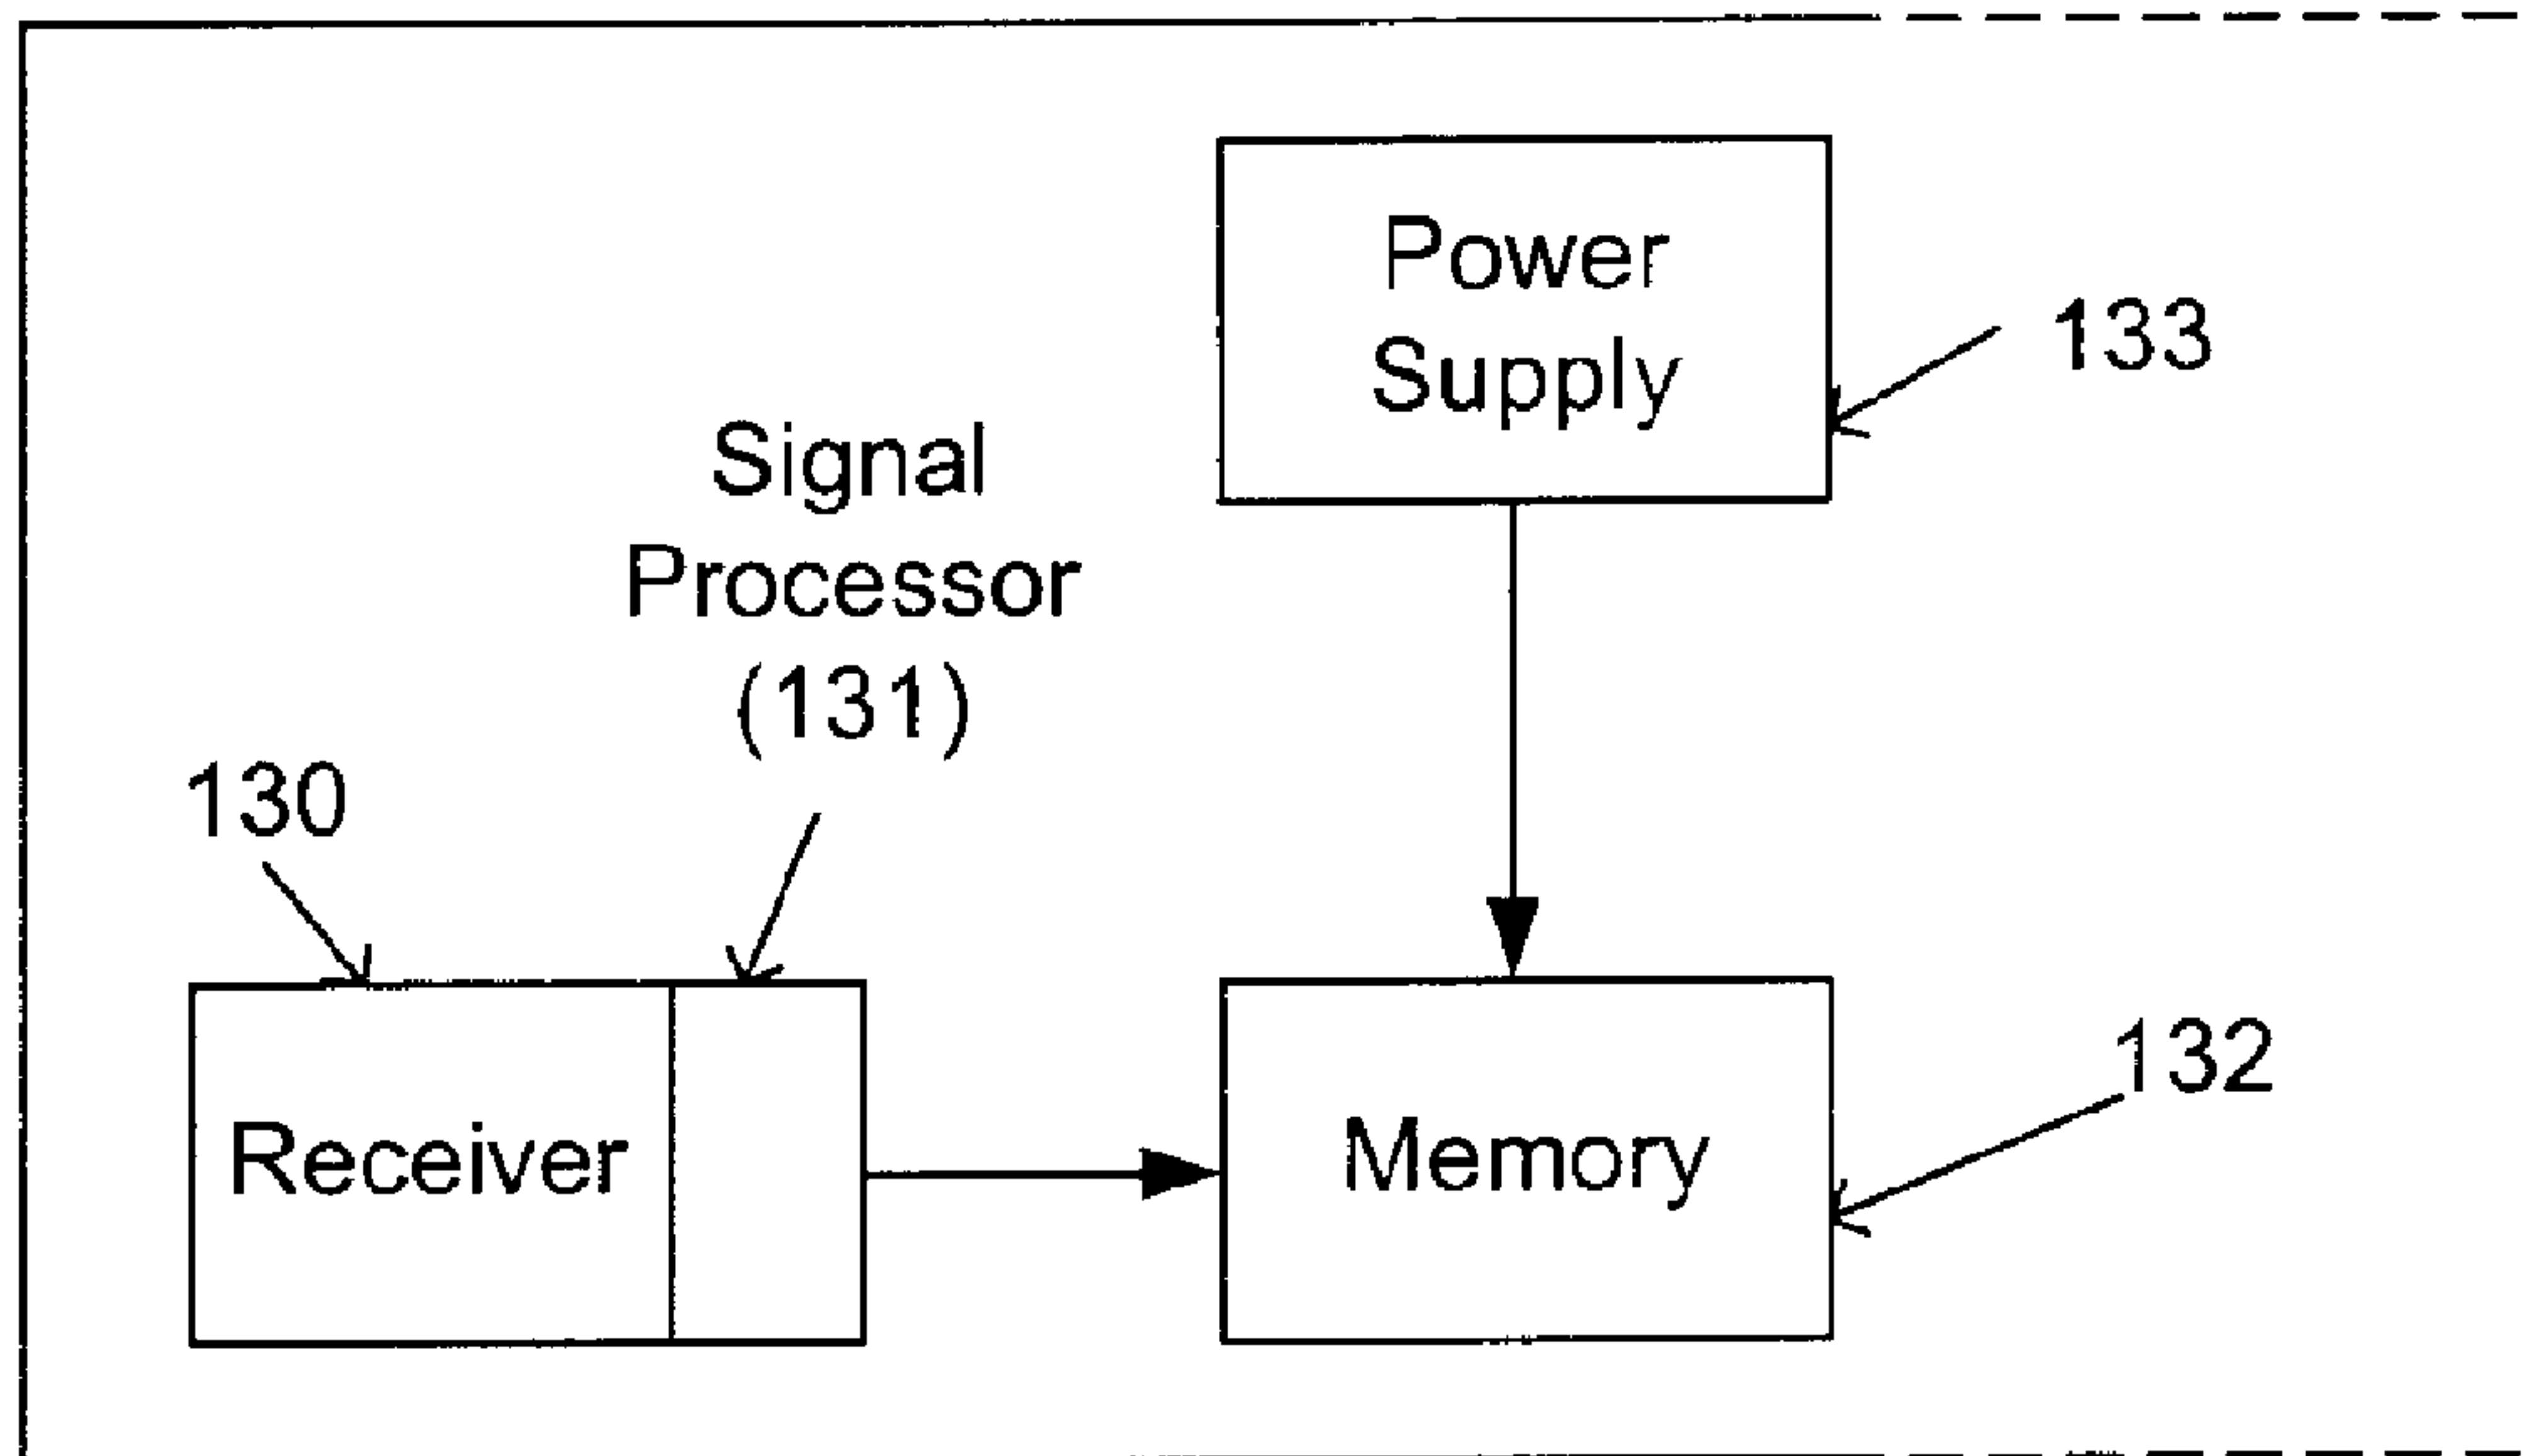 Power
Supply
133
Signal
Processor
(131)
130
Receiver
Memory
132